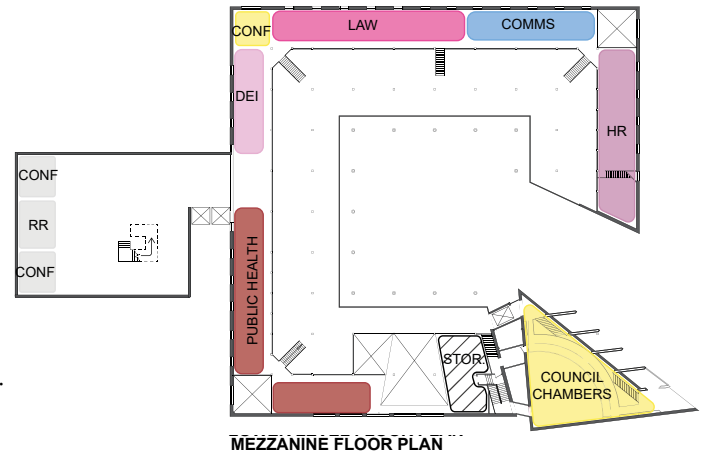 CONF
LAW
COMMS
DEI
HR
CONF
RR
CONF
PUBLIC HEALTH
STOR.
COUNCIL
CHAMBERS
MEZZANINE FLOOR PLAN